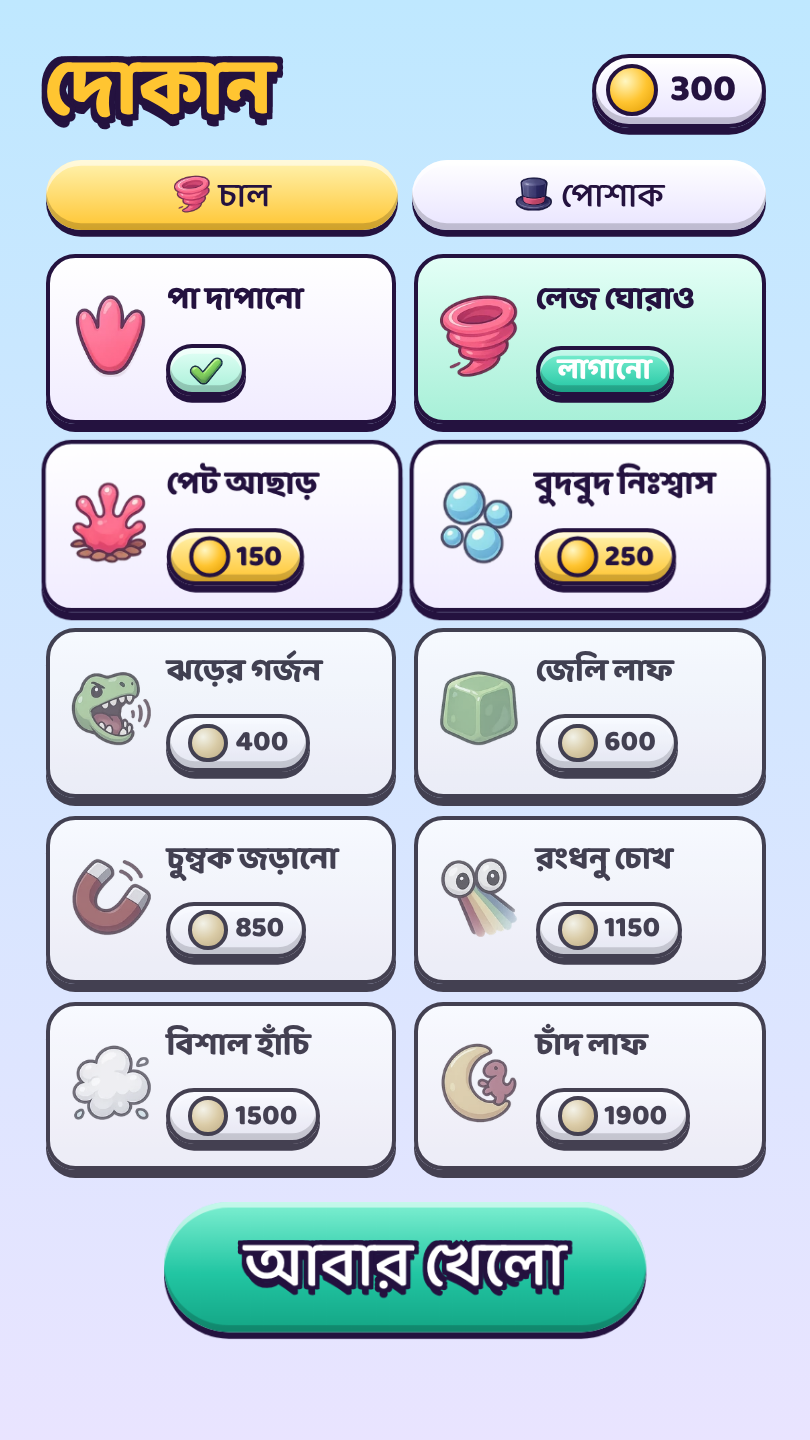 দোকান
300
চাল
পোশাক
পা দাপানো
লেজ ঘোরাও
লাগানো
পেট আছাড়
150
বুদবুদ নিঃশ্বাস
250
ঝড়ের গর্জন
400
জেলি লাফ
600
চুম্বক জড়ানো
850
রংধনু চোখ
1150
বিশাল হাঁচি
1500
চাঁদ লাফ
1900
আবার খেলো